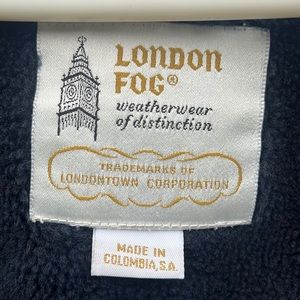 LONDON
FOG®
weatherwear
of distinction
TRADEMARKS OF
LONDONTOWN CORPORATION
MADE IN
COLOMBIA, S.A.